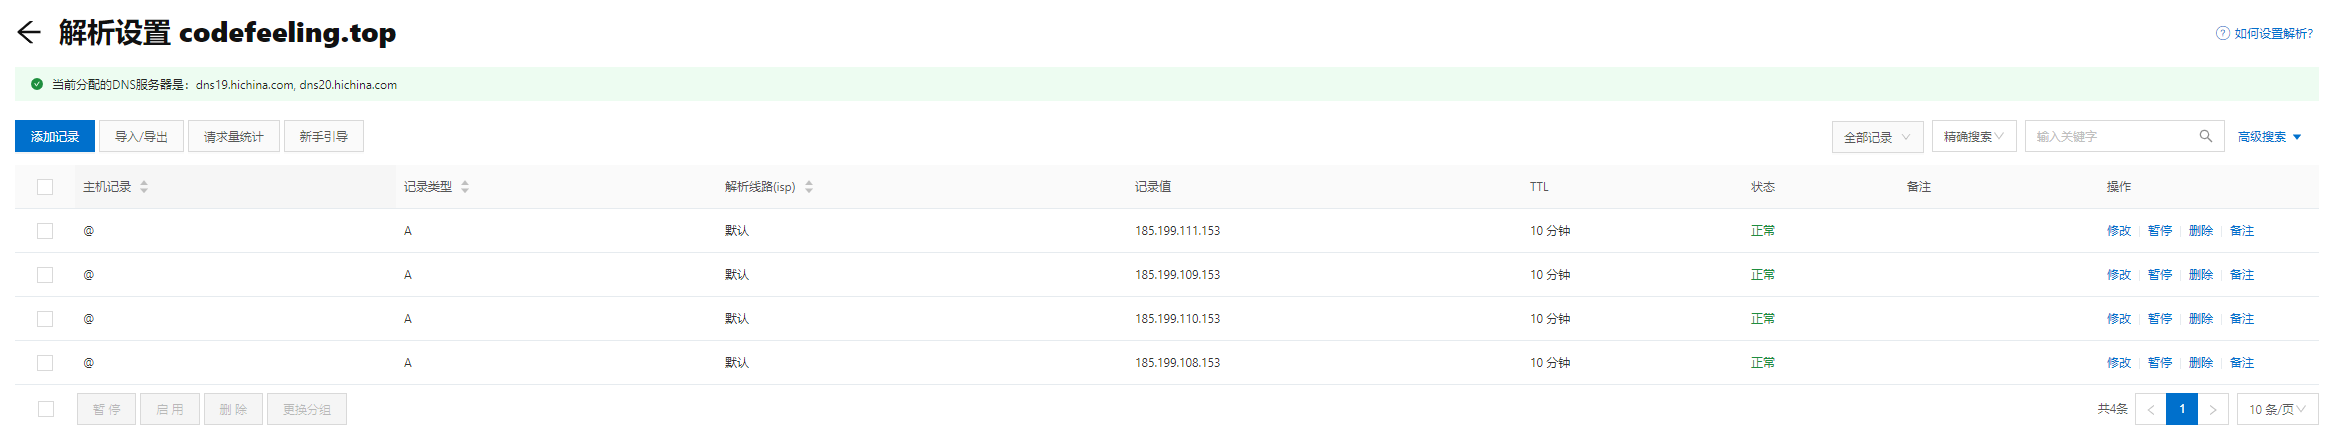 解析设置 codefeeling.top
如何设置解析?
当前分配的DNS服务器是：dns19.hichina.com, dns20.hichina.com
添加记录 导入/导出 请求量统计 新手引导 全部记录 精确搜索 输入关键字 高级搜索
主机记录 记录类型 解析线路(isp) 记录值 TTL 状态 备注 操作
@ A 默认 185.199.111.153 10 分钟 正常 修改 暂停 删除 备注
@ A 默认 185.199.109.153 10 分钟 正常 修改 暂停 删除 备注
@ A 默认 185.199.110.153 10 分钟 正常 修改 暂停 删除 备注
@ A 默认 185.199.108.153 10 分钟 正常 修改 暂停 删除 备注
暂 停 启 用 删 除 更换分组 共4条 1 10 条/页